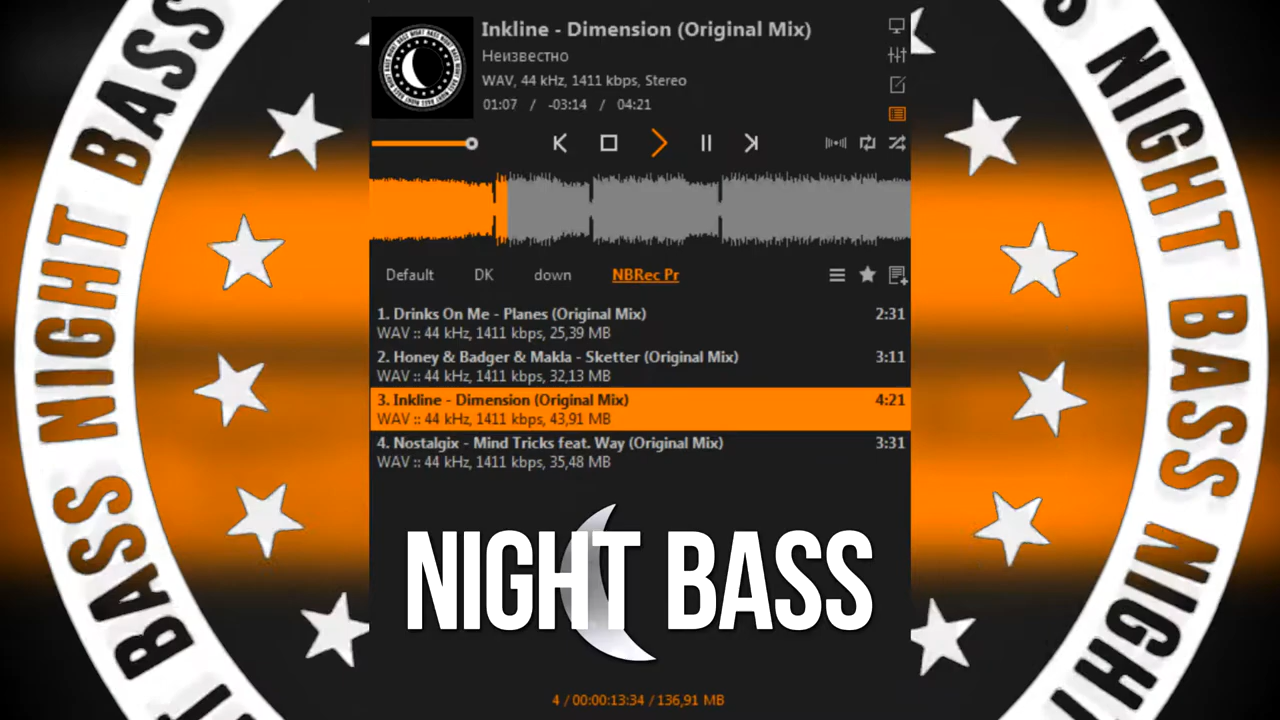 Inkline - Dimension (Original Mix)
Неизвестно
WAV, 44 kHz, 1411 kbps, Stereo
01:07 / -03:14 / 04:21
Default DK down NBRec Pr
1. Drinks On Me - Planes (Original Mix) 2:31
WAV :: 44 kHz, 1411 kbps, 25,39 MB
2. Honey & Badger & Makla - Sketter (Original Mix) 3:11
WAV :: 44 kHz, 1411 kbps, 32,13 MB
3. Inkline - Dimension (Original Mix) 4:21
WAV :: 44 kHz, 1411 kbps, 43,91 MB
4. Nostalgix - Mind Tricks feat. Way (Original Mix) 3:31
WAV :: 44 kHz, 1411 kbps, 35,48 MB
NIGHT BASS
4 / 00:00:13:34 / 136,91 MB
BASS
NIGHT
BASS
NIGHT
BASS
NIGHT